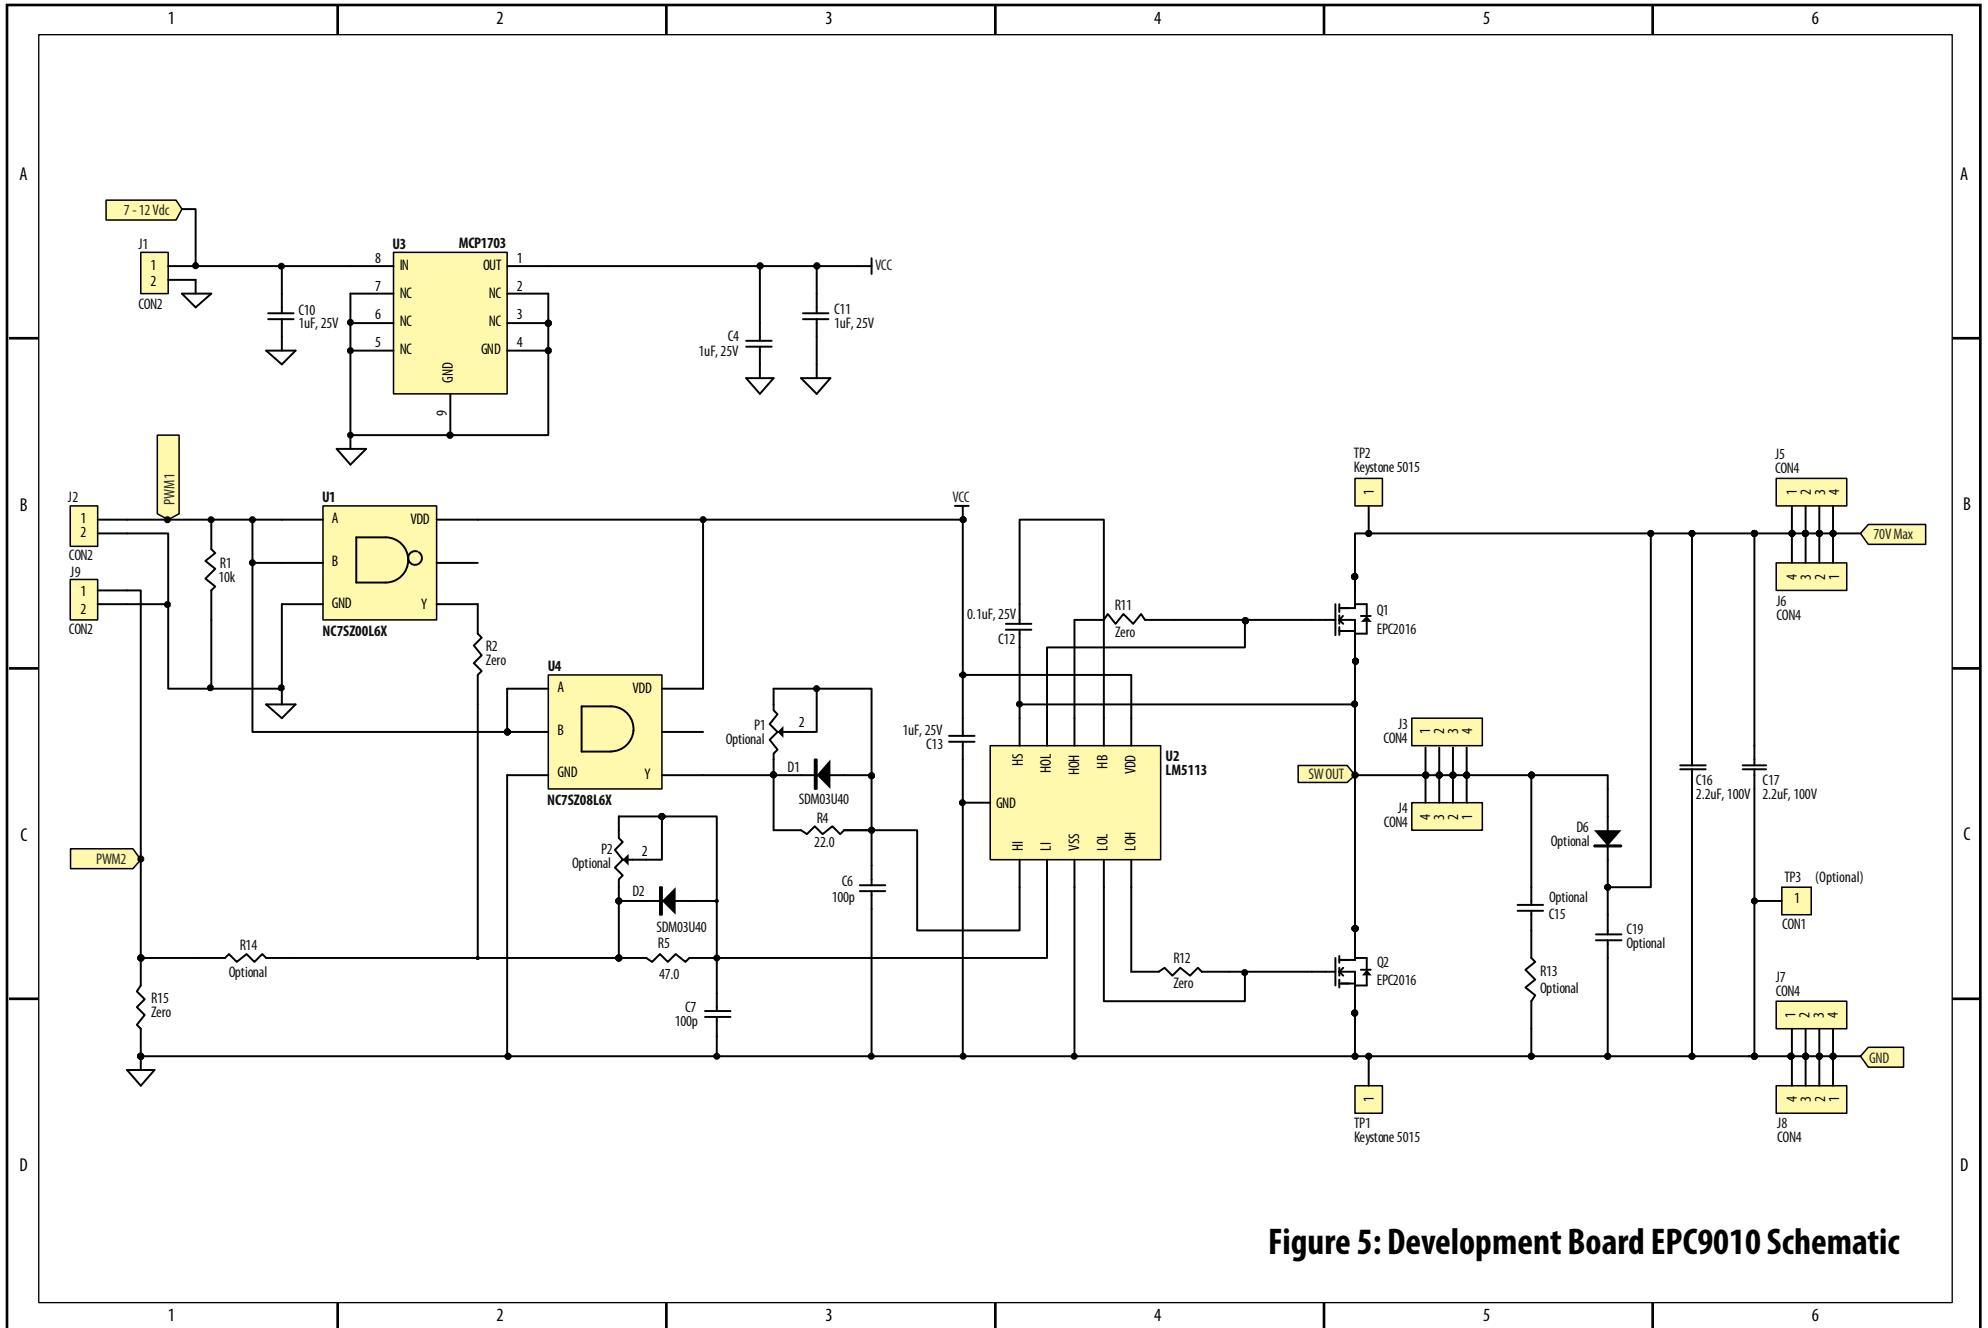 1 2 3 4 5 6
A A
7 - 12 Vdc
J1
1
2
CON2
C10
1uF, 25V
U3 MCP1703
8 IN OUT 1
7 NC NC 2
6 NC NC 3
5 NC GND 4
GND
9
VCC
C4
1uF, 25V
C11
1uF, 25V
B B
PWM1
J2
1
2
CON2
J9
1
2
CON2
R1
10k
U1
A VDD
B
GND Y
NC7SZ00L6X
R2
Zero
U4
A VDD
B
GND Y
NC7SZ08L6X
VCC
P1
Optional
2
D1
SDM03U40
R4
22.0
P2
Optional
2
D2
SDM03U40
R5
47.0
C6
100p
C7
100p
C C
PWM2
R14
Optional
R15
Zero
0.1uF, 25V
C12
1uF, 25V
C13
R11
Zero
HS HOL HOH HB VDD
GND
HI LI VSS LOL LOH
U2
LM5113
R12
Zero
TP2
Keystone 5015
1
Q1
EPC2016
SW OUT
J3
CON4
1 2 3 4
J4
CON4
4 3 2 1
Q2
EPC2016
D6
Optional
Optional
C15
R13
Optional
C19
Optional
C16
2.2uF, 100V
C17
2.2uF, 100V
J5
CON4
1 2 3 4
70V Max
4 3 2 1
J6
CON4
TP3 (Optional)
1
CON1
J7
CON4
1 2 3 4
GND
4 3 2 1
J8
CON4
1
TP1
Keystone 5015
D D
Figure 5: Development Board EPC9010 Schematic
1 2 3 4 5 6